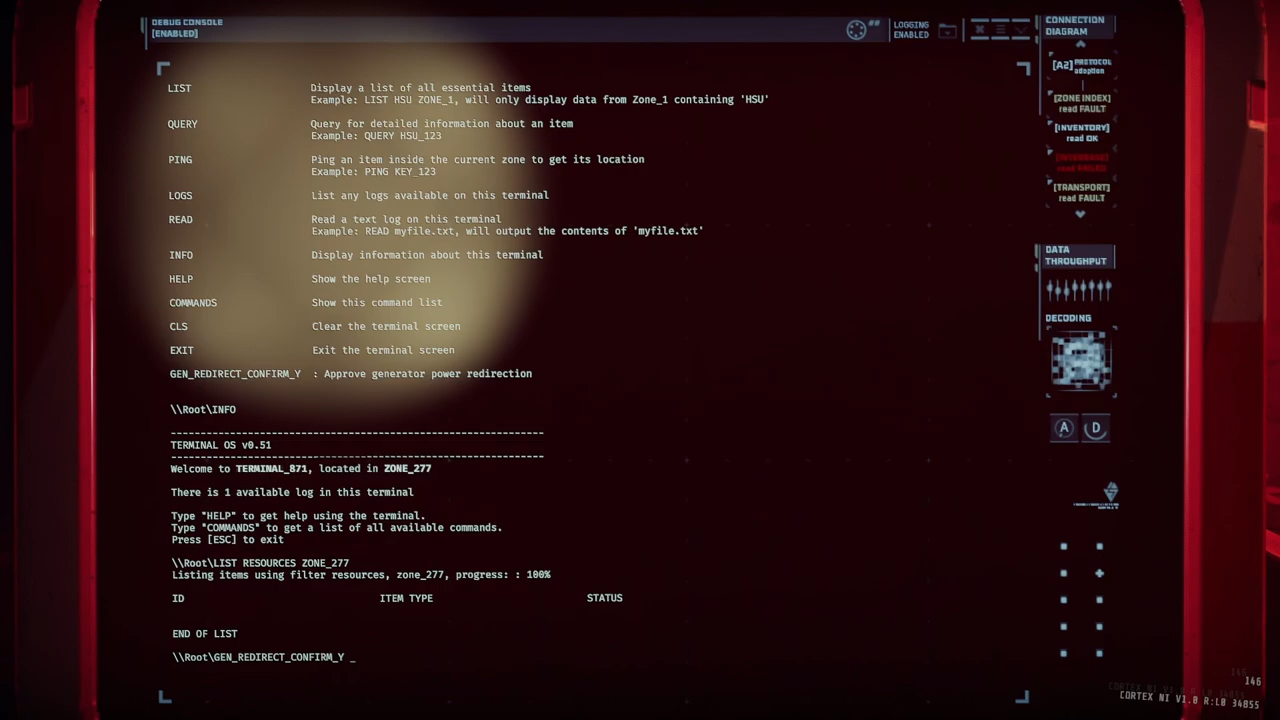 DEBUG CONSOLE
[ENABLED]
LOGGING
ENABLED
LIST Display a list of all essential items
Example: LIST HSU ZONE_1, will only display data from Zone_1 containing 'HSU'
QUERY Query for detailed information about an item
Example: QUERY HSU_123
PING Ping an item inside the current zone to get its location
Example: PING KEY_123
LOGS List any logs available on this terminal
READ Read a text log on this terminal
Example: READ myfile.txt, will output the contents of 'myfile.txt'
INFO Display information about this terminal
HELP Show the help screen
COMMANDS Show this command list
CLS Clear the terminal screen
EXIT Exit the terminal screen
GEN_REDIRECT_CONFIRM_Y : Approve generator power redirection
\\Root\INFO
----------------------------------------------------------------
TERMINAL OS v0.51
----------------------------------------------------------------
Welcome to TERMINAL_871, located in ZONE_277
There is 1 available log in this terminal
Type "HELP" to get help using the terminal.
Type "COMMANDS" to get a list of all available commands.
Press [ESC] to exit
\\Root\LIST RESOURCES ZONE_277
Listing items using filter resources, zone_277, progress: : 100%
ID ITEM TYPE STATUS
END OF LIST
\\Root\GEN_REDIRECT_CONFIRM_Y _
CONNECTION
DIAGRAM
[A2] PROTOCOL
adaption
[ZONE INDEX]
read FAULT
[INVENTORY]
read OK
read FAILED
[TRANSPORT]
read FAULT
DATA
THROUGHPUT
DECODING
A D
146
CORTEX NI V1.0 R:L0 34855